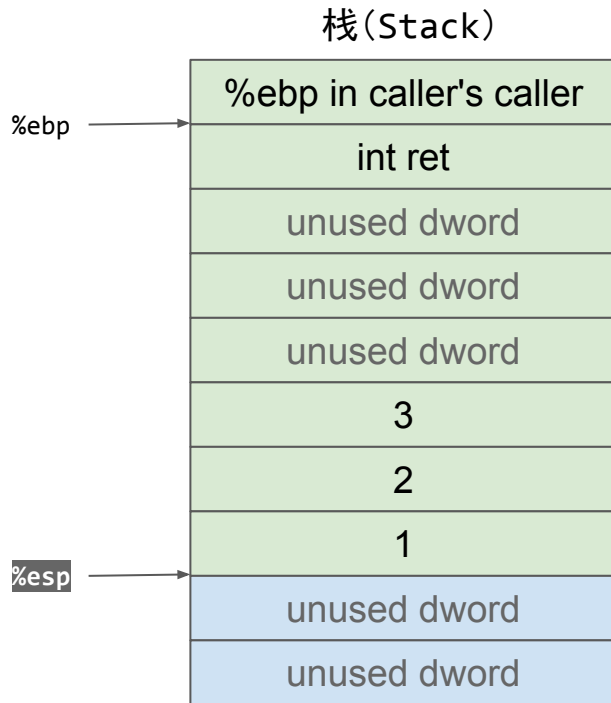 栈(Stack)
%ebp in caller's caller
%ebp
int ret
unused dword
unused dword
unused dword
3
2
1
%esp
unused dword
unused dword